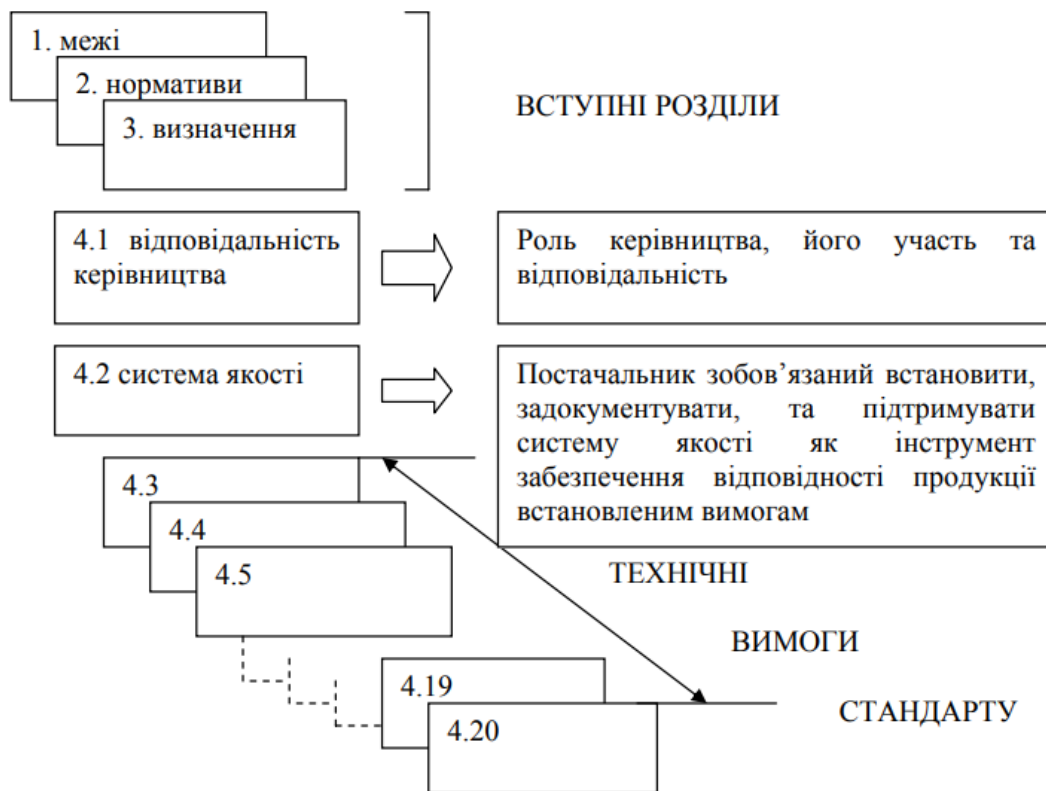 1. межі
2. нормативи
3. визначення
ВСТУПНІ РОЗДІЛИ
4.1 відповідальність
керівництва
Роль керівництва, його участь та
відповідальність
4.2 система якості
Постачальник зобов’язаний встановити,
задокументувати, та підтримувати
систему якості як інструмент
забезпечення відповідності продукції
встановленим вимогам
4.3
4.4
4.5
ТЕХНІЧНІ
ВИМОГИ
4.19
СТАНДАРТУ
4.20